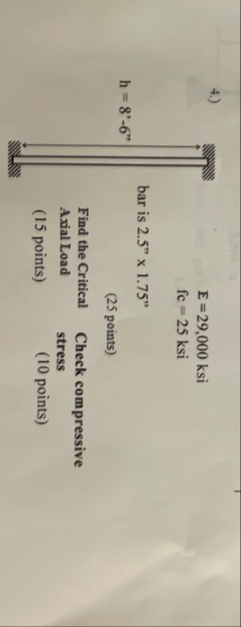 4.)
E = 29,000 ksi
fc = 25 ksi
h = 8'-6"
bar is 2.5" x 1.75"
(25 points)
Find the Critical Axial Load
(15 points)
Check compressive stress
(10 points)